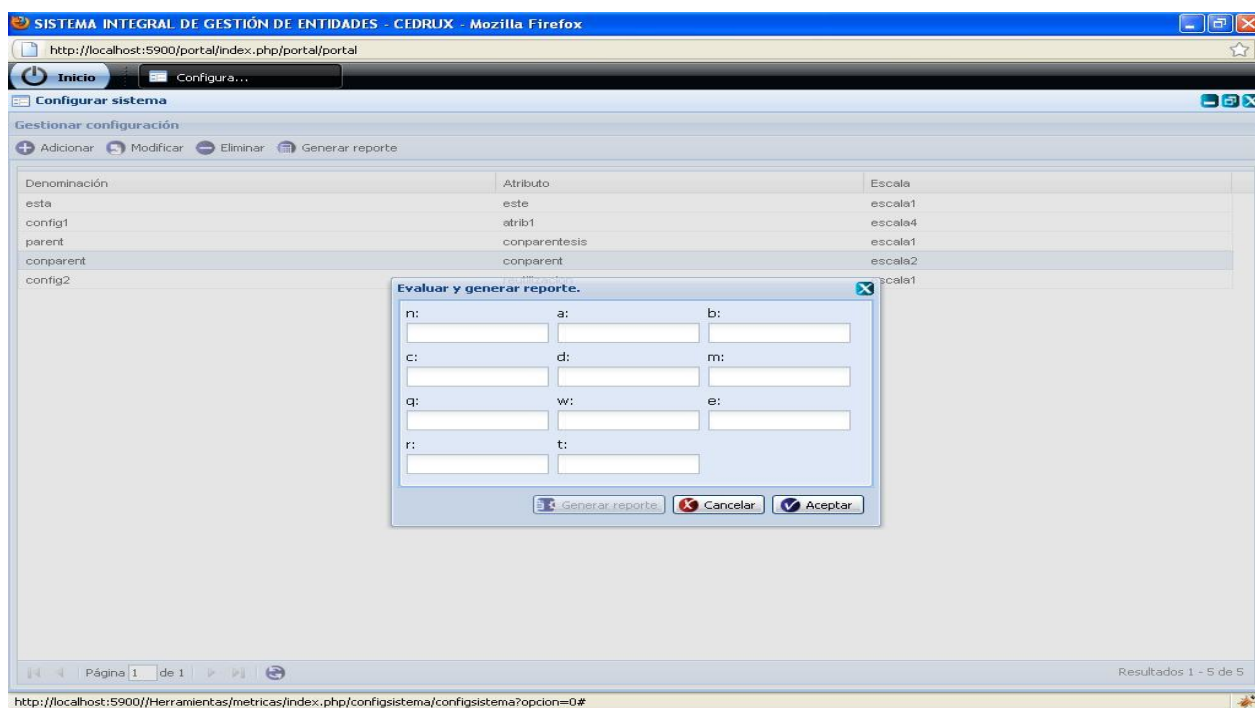 SISTEMA INTEGRAL DE GESTIÓN DE ENTIDADES - CEDRUX - Mozilla Firefox
http://localhost:5900/portal/index.php/portal/portal
Inicio Configura...
Configurar sistema
Gestionar configuración
Adicionar Modificar Eliminar Generar reporte
Denominación Atributo Escala
esta este escala1
config1 atrib1 escala4
parent conparentesis escala1
conparent conparent escala2
config2 scala1
Evaluar y generar reporte.
n: a: b:
c: d: m:
q: w: e:
r: t:
Generar reporte Cancelar Aceptar
Página 1 de 1 Resultados 1 - 5 de 5
http://localhost:5900//Herramientas/metricas/index.php/configsistema/configsistema?opcion=0#